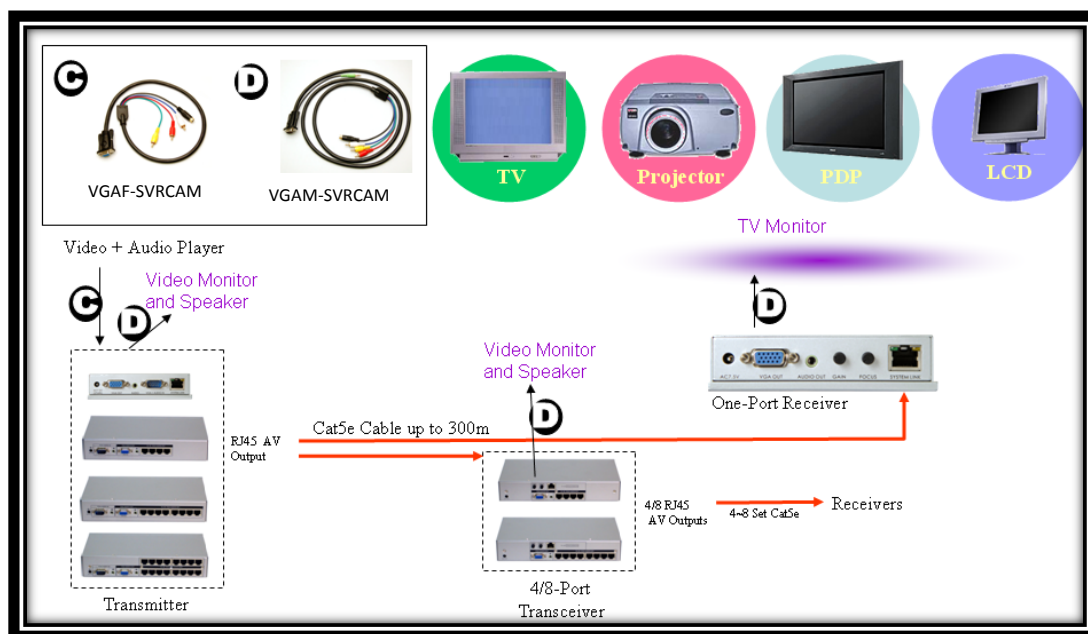 C
D
VGAF-SVRCAM
VGAM-SVRCAM
TV
Projector
PDP
LCD
Video + Audio Player
C
D
Video Monitor
and Speaker
TV Monitor
D
Video Monitor
and Speaker
D
VGA OUT
AUDIO OUT
GAIN
FOCUS
SYSTEM LINK
One-Port Receiver
Cat5e Cable up to 300m
RJ45 AV
Output
4/8 RJ45
AV Outputs
4~8 Set Cat5e
Receivers
Transmitter
4/8-Port
Transceiver